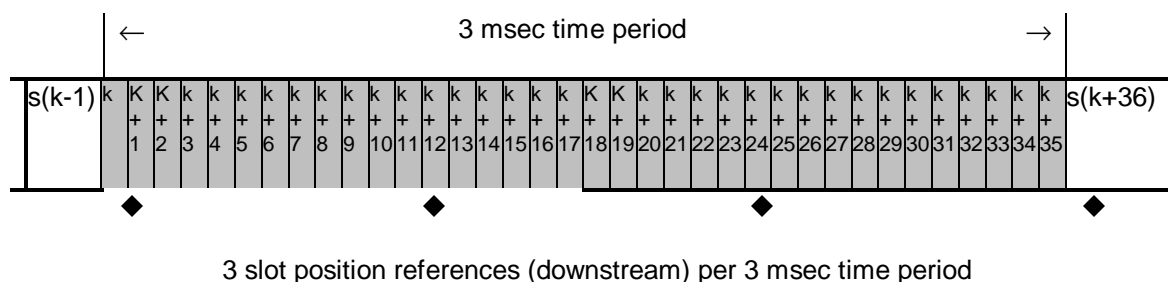 ← 3 msec time period →
s(k-1) k K K k k k k k k k k k k k k k k k K K k k k k k k k k k k k k k k k k s(k+36)
+ + + + + + + + + + + + + + + + + + + + + + + + + + + + + + + + + + +
1 2 3 4 5 6 7 8 9 10 11 12 13 14 15 16 17 18 19 20 21 22 23 24 25 26 27 28 29 30 31 32 33 34 35
3 slot position references (downstream) per 3 msec time period